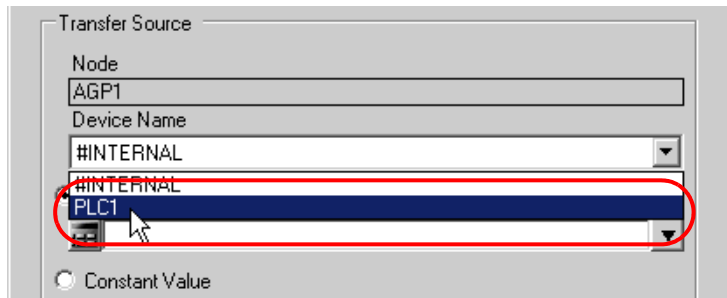 Transfer Source
Node
AGP1
Device Name
#INTERNAL
#INTERNAL
PLC1
Constant Value